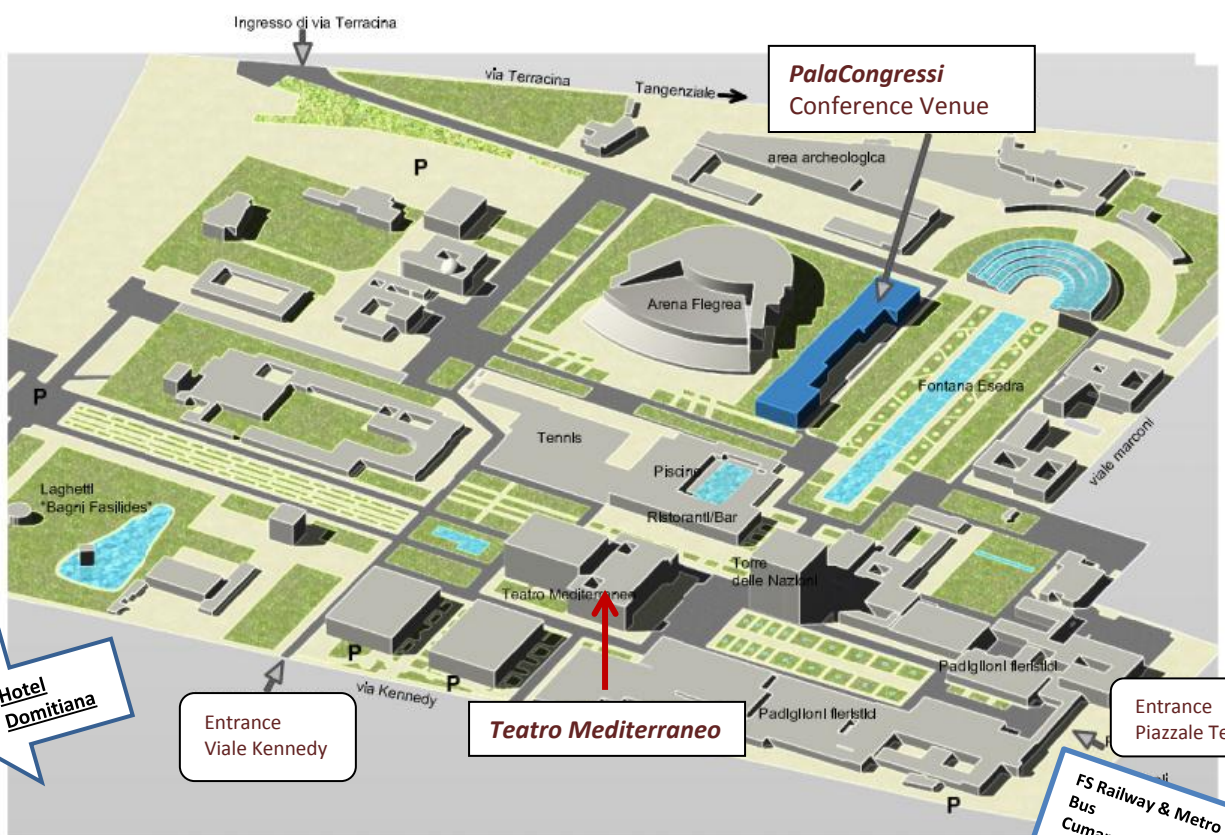 Ingresso di via Terracina
via Terracina
Tangenziale
PalaCongressi
Conference Venue
P
area archeologica
Arena Flegrea
Fontana Esedra
viale marconi
P
Tennis
Piscine
Ristoranti/Bar
Laghetti
"Bagni Fasilides"
Torre
delle Nazioni
Teatro Mediterraneo
P
via Kennedy
P
Padiglioni fieristici
Padiglioni fieristici
Hotel
Domitiana
Entrance
Viale Kennedy
Teatro Mediterraneo
Entrance
Piazzale
P
FS Railway & Metro
Bus